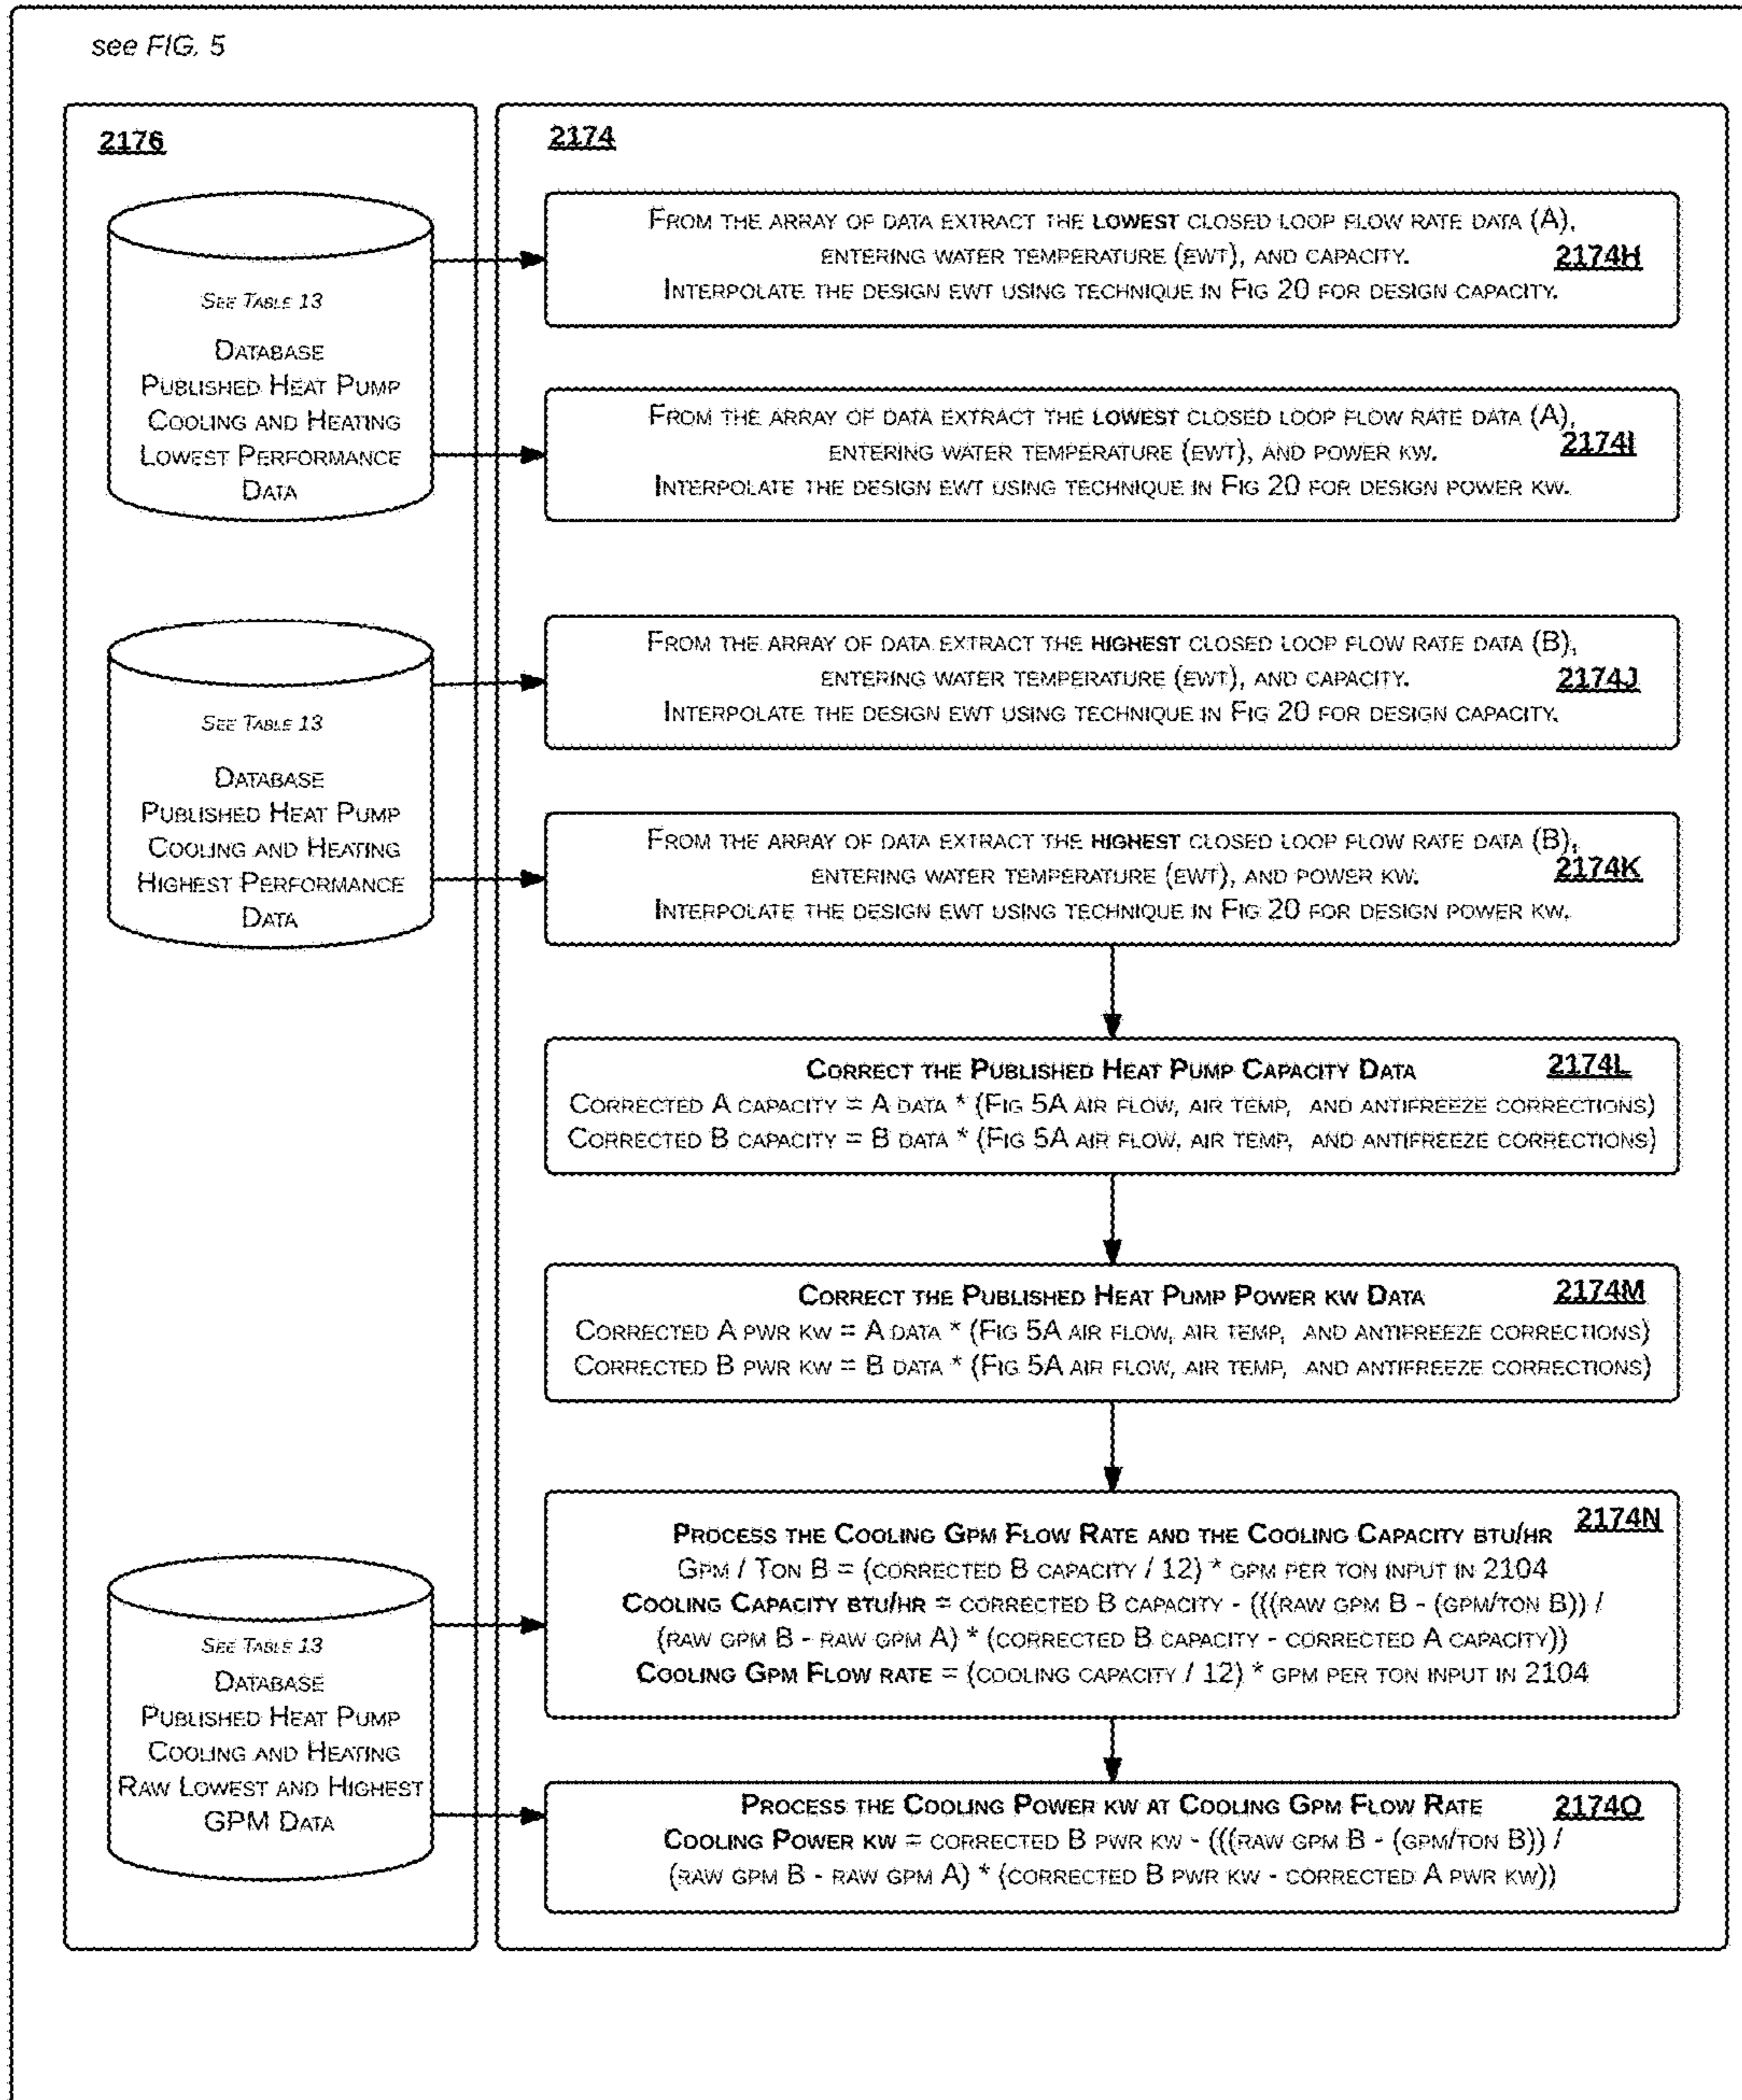 see FIG. 5
2176
SEE TABLE 13
DATABASE
PUBLISHED HEAT PUMP
COOLING AND HEATING
LOWEST PERFORMANCE
DATA
SEE TABLE 13
DATABASE
PUBLISHED HEAT PUMP
COOLING AND HEATING
HIGHEST PERFORMANCE
DATA
SEE TABLE 13
DATABASE
PUBLISHED HEAT PUMP
COOLING AND HEATING
RAW LOWEST AND HIGHEST
GPM DATA
2174
FROM THE ARRAY OF DATA EXTRACT THE LOWEST CLOSED LOOP FLOW RATE DATA (A),
ENTERING WATER TEMPERATURE (EWT), AND CAPACITY.
2174H
INTERPOLATE THE DESIGN EWT USING TECHNIQUE IN FIG 20 FOR DESIGN CAPACITY.
FROM THE ARRAY OF DATA EXTRACT THE LOWEST CLOSED LOOP FLOW RATE DATA (A),
ENTERING WATER TEMPERATURE (EWT), AND POWER KW.
2174I
INTERPOLATE THE DESIGN EWT USING TECHNIQUE IN FIG 20 FOR DESIGN POWER KW.
FROM THE ARRAY OF DATA EXTRACT THE HIGHEST CLOSED LOOP FLOW RATE DATA (B),
ENTERING WATER TEMPERATURE (EWT), AND CAPACITY.
2174J
INTERPOLATE THE DESIGN EWT USING TECHNIQUE IN FIG 20 FOR DESIGN CAPACITY.
FROM THE ARRAY OF DATA EXTRACT THE HIGHEST CLOSED LOOP FLOW RATE DATA (B),
ENTERING WATER TEMPERATURE (EWT), AND POWER KW.
2174K
INTERPOLATE THE DESIGN EWT USING TECHNIQUE IN FIG 20 FOR DESIGN POWER KW.
CORRECT THE PUBLISHED HEAT PUMP CAPACITY DATA
2174L
CORRECTED A CAPACITY = A DATA * (FIG 5A AIR FLOW, AIR TEMP, AND ANTIFREEZE CORRECTIONS)
CORRECTED B CAPACITY = B DATA * (FIG 5A AIR FLOW, AIR TEMP, AND ANTIFREEZE CORRECTIONS)
CORRECT THE PUBLISHED HEAT PUMP POWER KW DATA
2174M
CORRECTED A PWR KW = A DATA * (FIG 5A AIR FLOW, AIR TEMP, AND ANTIFREEZE CORRECTIONS)
CORRECTED B PWR KW = B DATA * (FIG 5A AIR FLOW, AIR TEMP, AND ANTIFREEZE CORRECTIONS)
2174N
PROCESS THE COOLING GPM FLOW RATE AND THE COOLING CAPACITY BTU/HR
GPM / TON B = (CORRECTED B CAPACITY / 12) * GPM PER TON INPUT IN 2104
COOLING CAPACITY BTU/HR = CORRECTED B CAPACITY - (((RAW GPM B - (GPM/TON B)) /
(RAW GPM B - RAW GPM A) * (CORRECTED B CAPACITY - CORRECTED A CAPACITY))
COOLING GPM FLOW RATE = (COOLING CAPACITY / 12) * GPM PER TON INPUT IN 2104
PROCESS THE COOLING POWER KW AT COOLING GPM FLOW RATE
2174O
COOLING POWER KW = CORRECTED B PWR KW - (((RAW GPM B - (GPM/TON B)) /
(RAW GPM B - RAW GPM A) * (CORRECTED B PWR KW - CORRECTED A PWR KW))